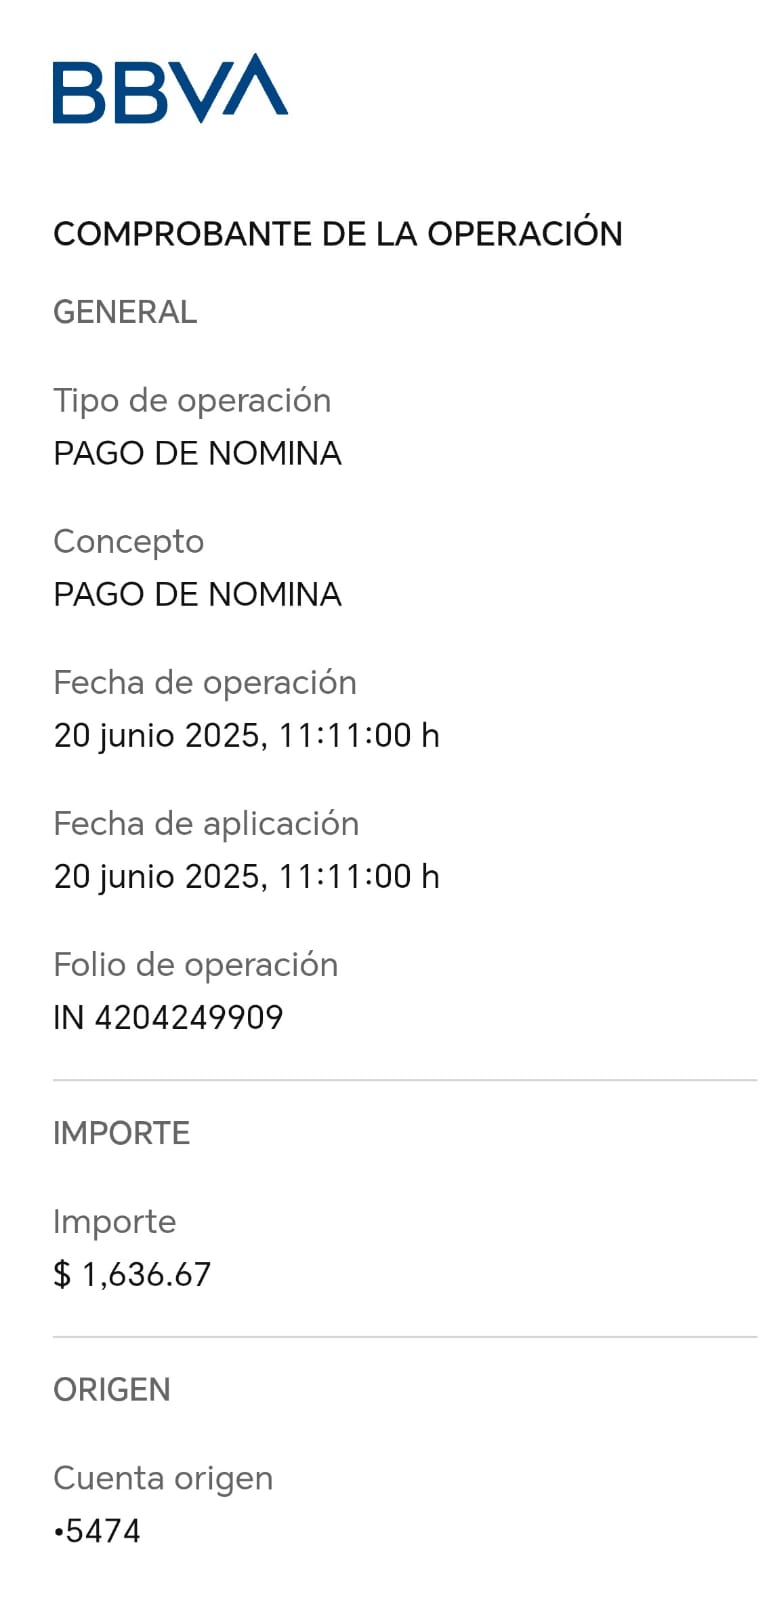 BBVA
COMPROBANTE DE LA OPERACIÓN
GENERAL
Tipo de operación
PAGO DE NOMINA
Concepto
PAGO DE NOMINA
Fecha de operación
20 junio 2025, 11:11:00 h
Fecha de aplicación
20 junio 2025, 11:11:00 h
Folio de operación
IN 4204249909
IMPORTE
Importe
$ 1,636.67
ORIGEN
Cuenta origen
•5474